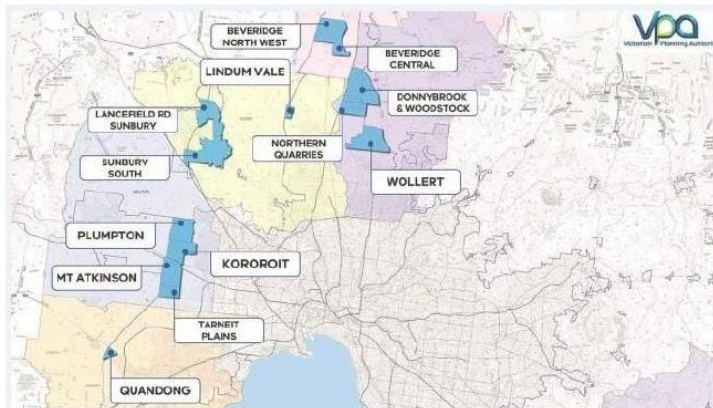 BEVERIDGE
NORTH WEST
vpa
Victorian Planning Authority
BEVERIDGE
CENTRAL
LINDUM VALE
DONNYBROOK
& WOODSTOCK
LANCEFIELD RD
SUNBURY
NORTHERN
QUARRIES
SUNBURY
SOUTH
WOLLERT
PLUMPTON
KOROROIT
MT ATKINSON
TARNEIT
PLAINS
QUANDONG